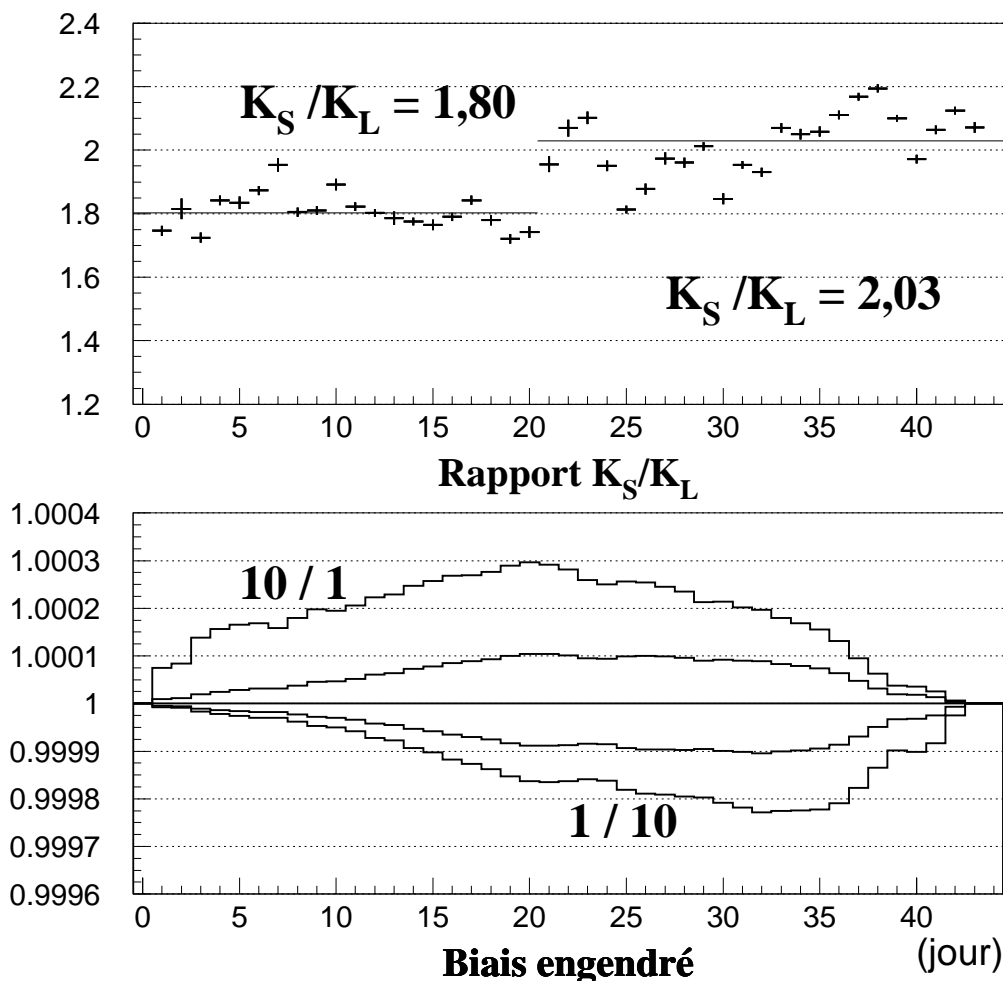 2.4
2.2
K_S /K_L = 1,80
2
1.8
1.6
K_S /K_L = 2,03
1.4
1.2
0 5 10 15 20 25 30 35 40
Rapport K_S/K_L
1.0004
1.0003
10 / 1
1.0002
1.0001
1
0.9999
0.9998
1 / 10
0.9997
0.9996
0 5 10 15 20 25 30 35 40
(jour)
Biais engendré